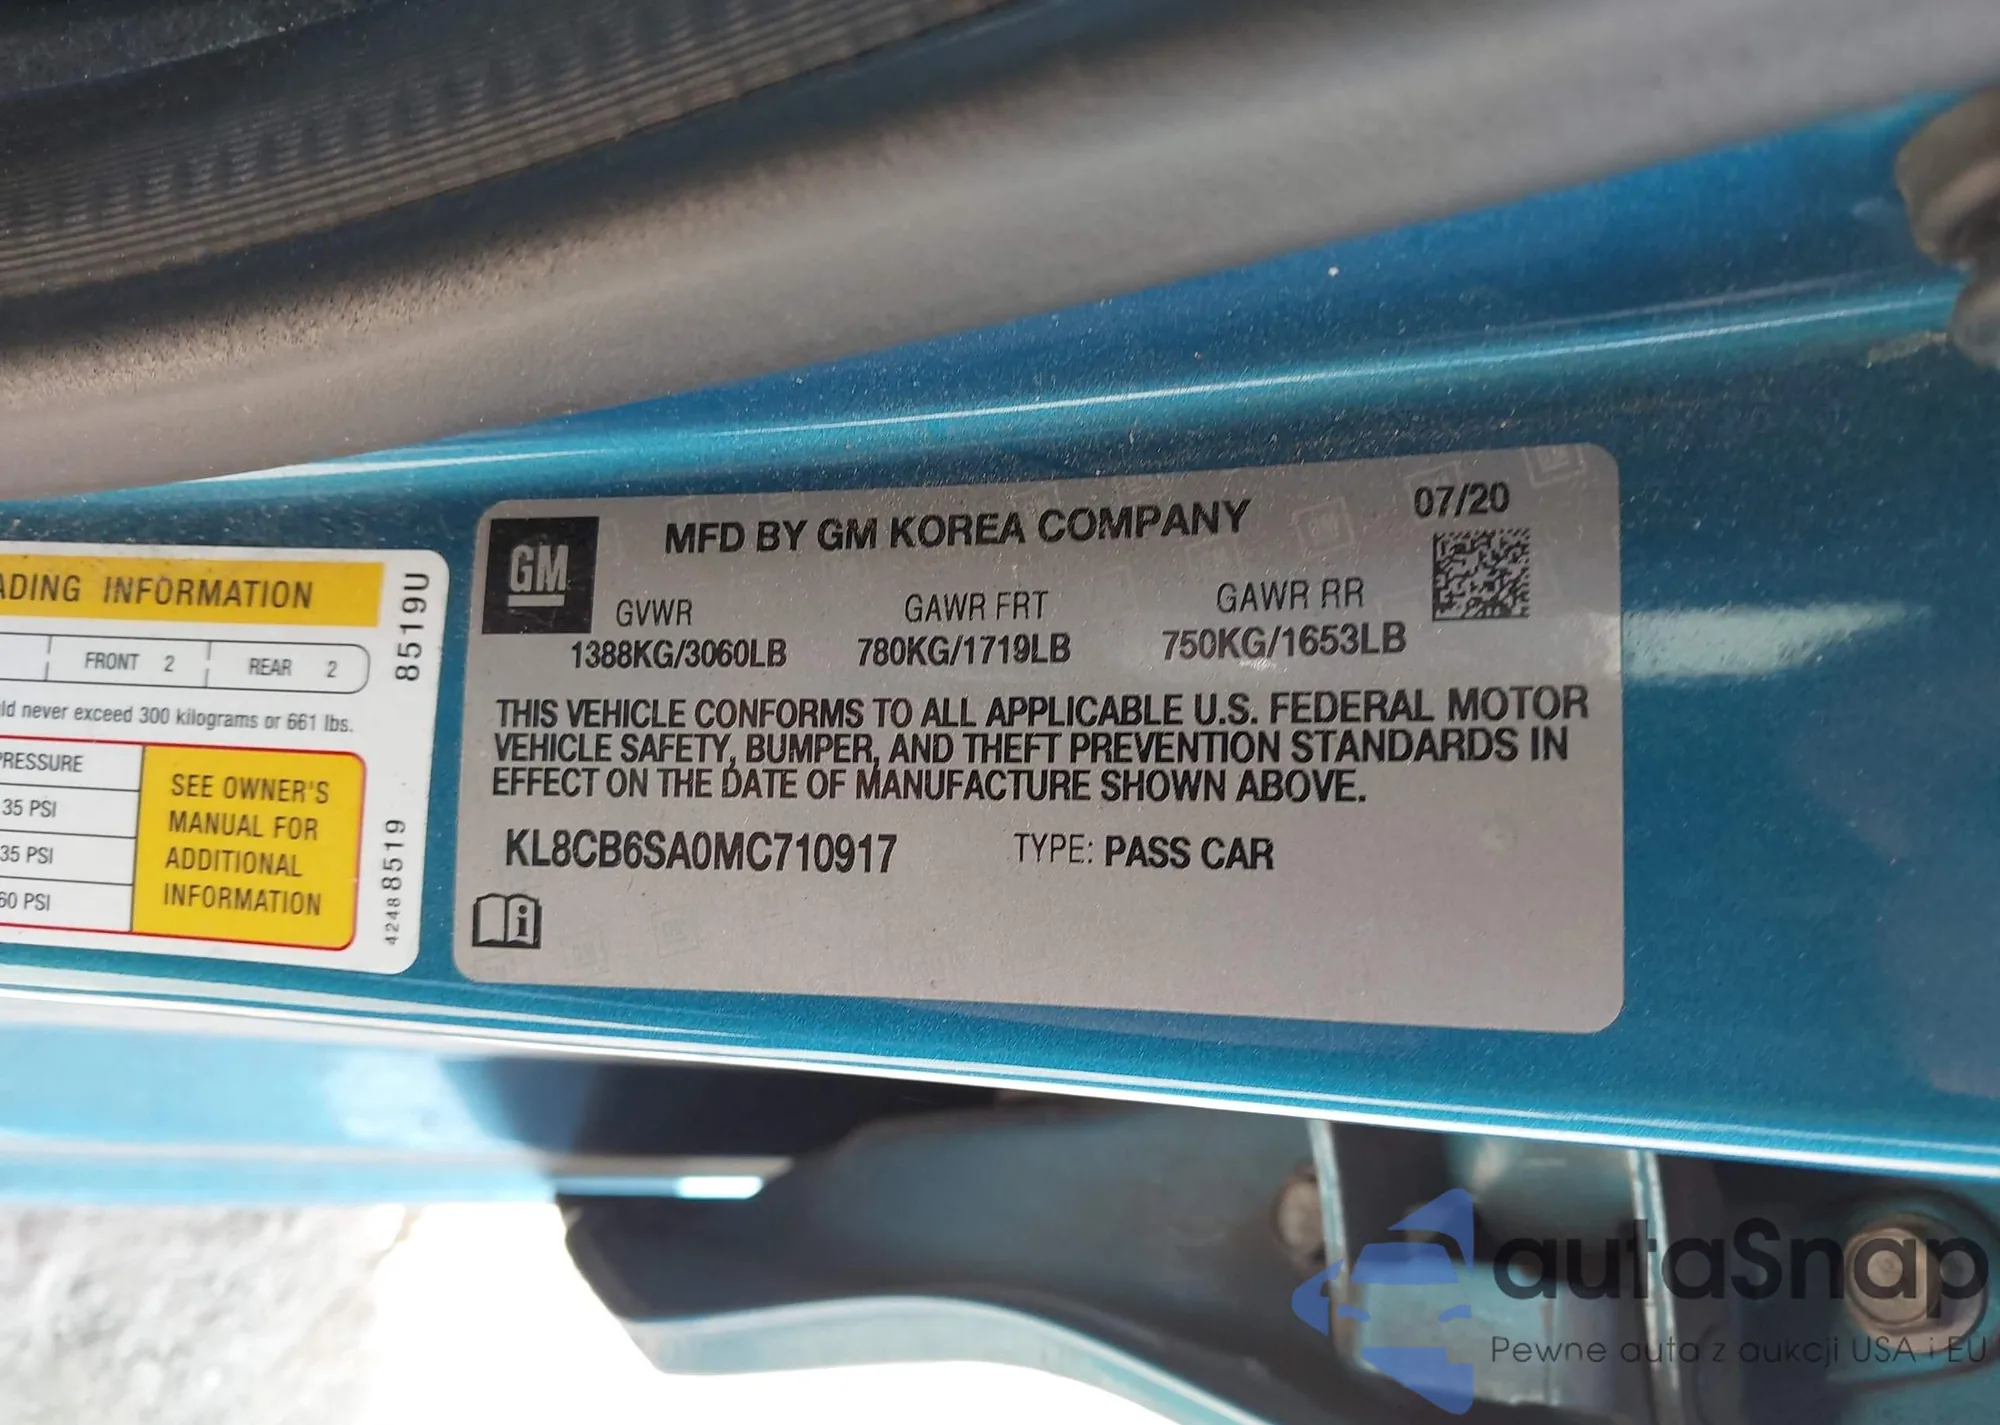 ADING INFORMATION
8519U
FRONT 2
REAR 2
never exceed 300 kilograms or 661 lbs.
PRESSURE
35 PSI
35 PSI
60 PSI
SEE OWNER'S
MANUAL FOR
ADDITIONAL
INFORMATION
42488519
GM
MFD BY GM KOREA COMPANY
07/20
GVWR
GAWR FRT
GAWR RR
1388KG/3060LB
780KG/1719LB
750KG/1653LB
THIS VEHICLE CONFORMS TO ALL APPLICABLE U.S. FEDERAL MOTOR
VEHICLE SAFETY, BUMPER, AND THEFT PREVENTION STANDARDS IN
EFFECT ON THE DATE OF MANUFACTURE SHOWN ABOVE.
KL8CB6SA0MC710917
TYPE: PASS CAR
autaSnap
Pewne auta z aukcji USA i EU